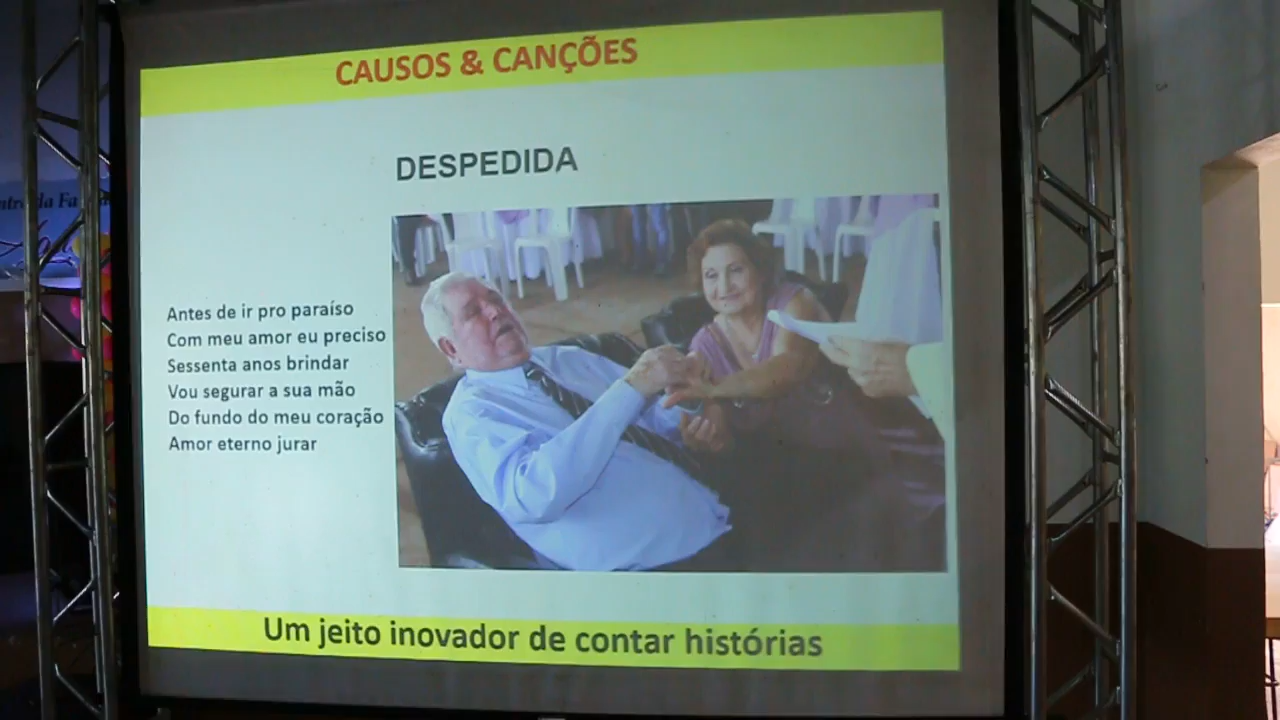 CAUSOS & CANÇÕES
DESPEDIDA
Antes de ir pro paraíso
Com meu amor eu preciso
Sessenta anos brindar
Vou segurar a sua mão
Do fundo do meu coração
Amor eterno jurar
Um jeito inovador de contar histórias